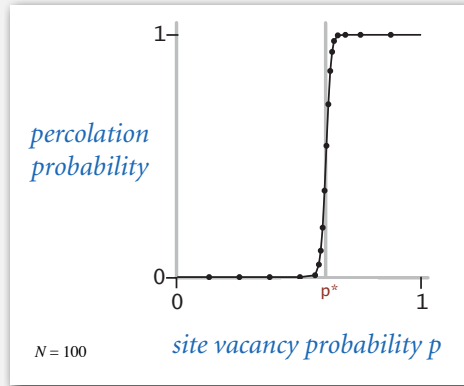 1
percolation
probability
0
p*
0
1
site vacancy probability p
N = 100